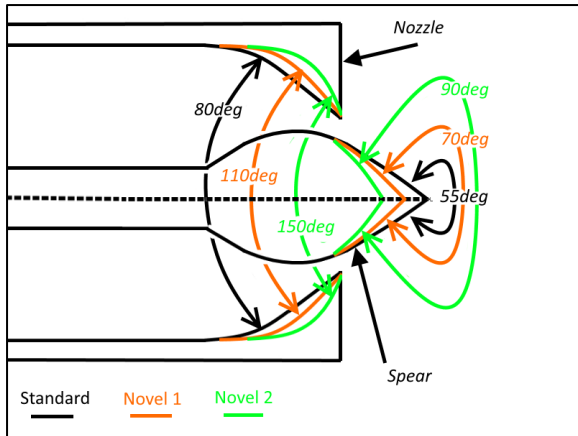 Nozzle
80deg
90deg
70deg
110deg
55deg
150deg
Spear
Standard
Novel 1
Novel 2